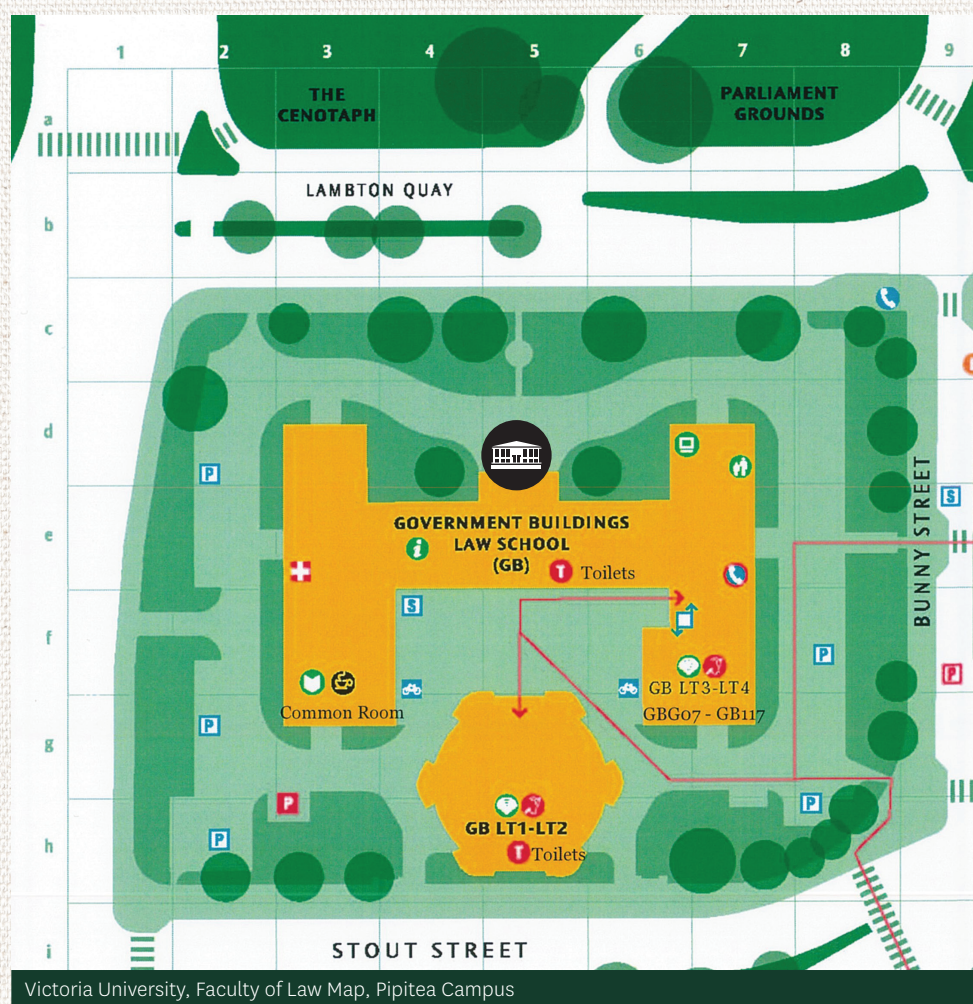 1 2 3 4 5 6 7 8 9
a
THE
CENOTAPH
PARLIAMENT
GROUNDS
LAMBTON QUAY
b
c
d
P
e
GOVERNMENT BUILDINGS
LAW SCHOOL
(GB)
i
T Toilets
S
BUNNY STREET
S
f
P
P
GB LT3-LT4
Common Room
GBG07 - GB117
g
P
P
P
P
GB LT1-LT2
h
T Toilets
i
STOUT STREET
Victoria University, Faculty of Law Map, Pipitea Campus